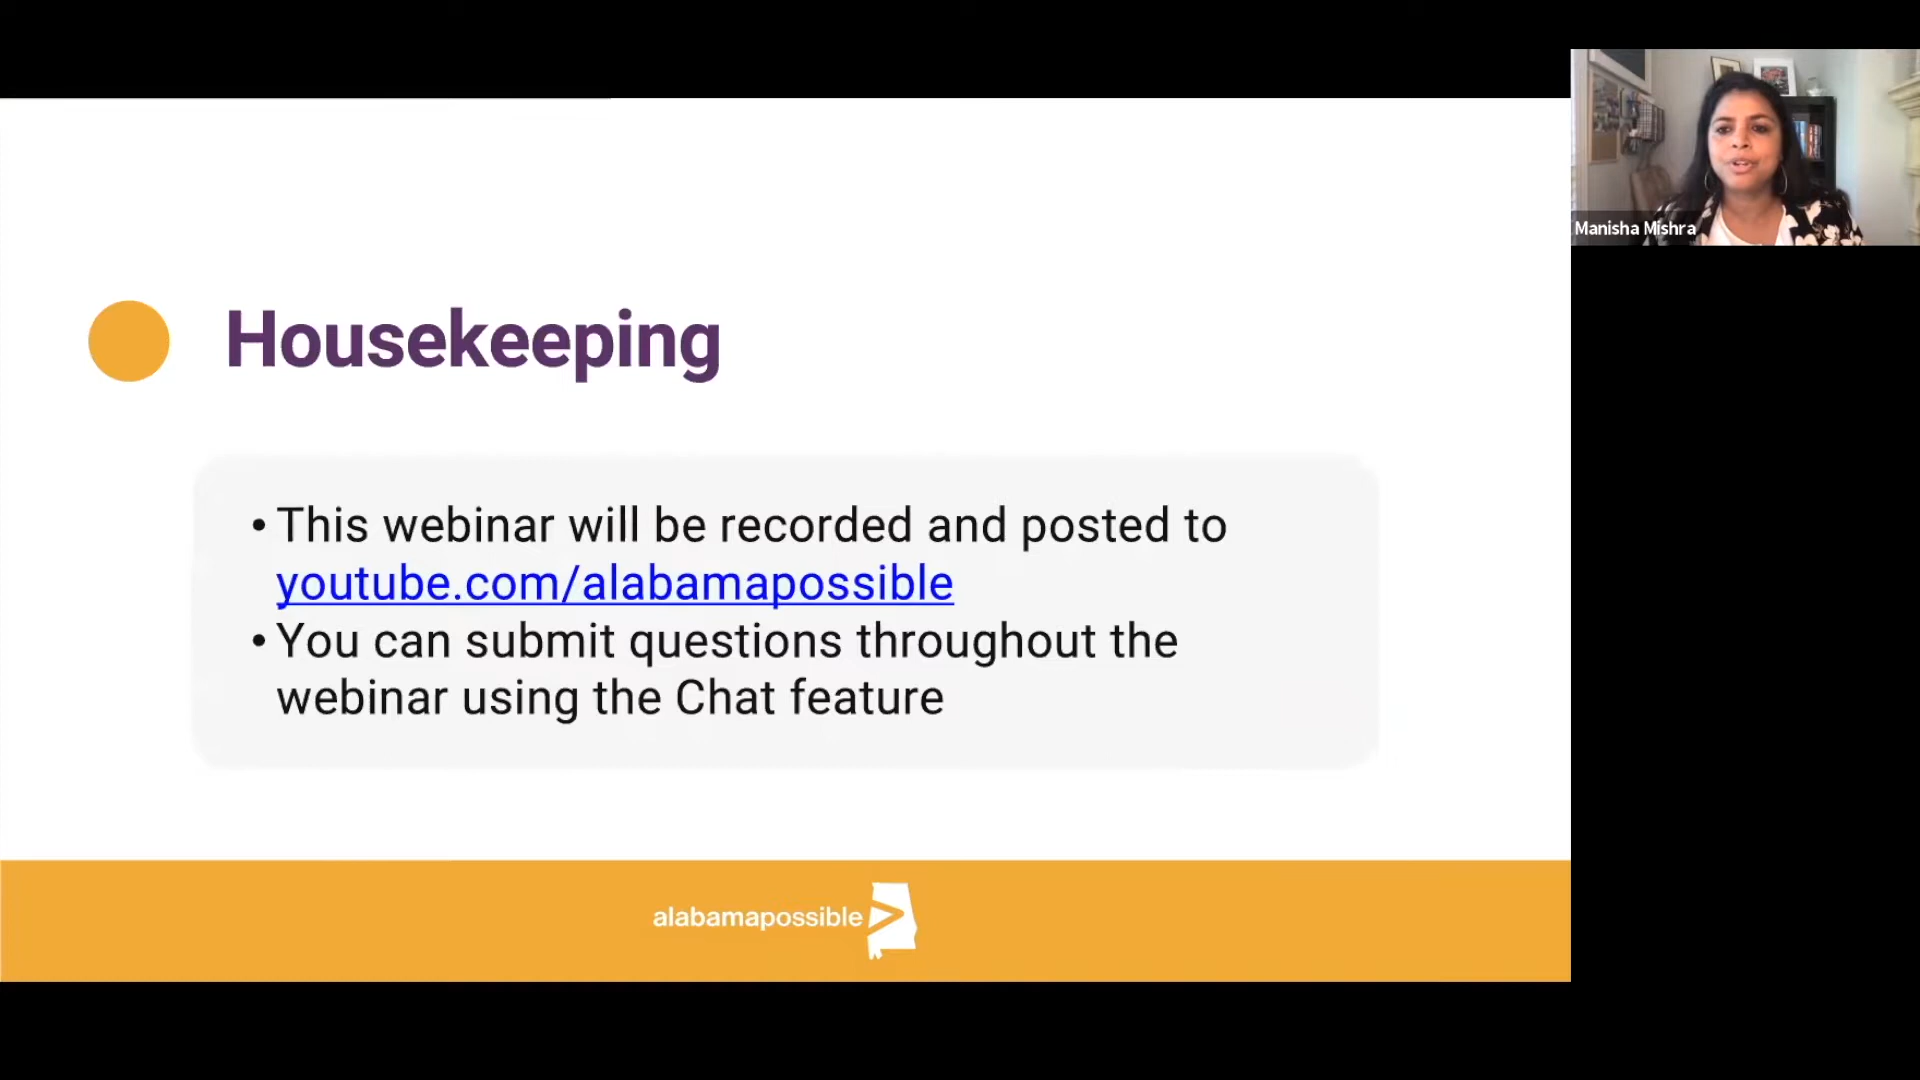 Manisha Mishra
Housekeeping
• This webinar will be recorded and posted to
youtube.com/alabamapossible
• You can submit questions throughout the
webinar using the Chat feature
alabamapossible